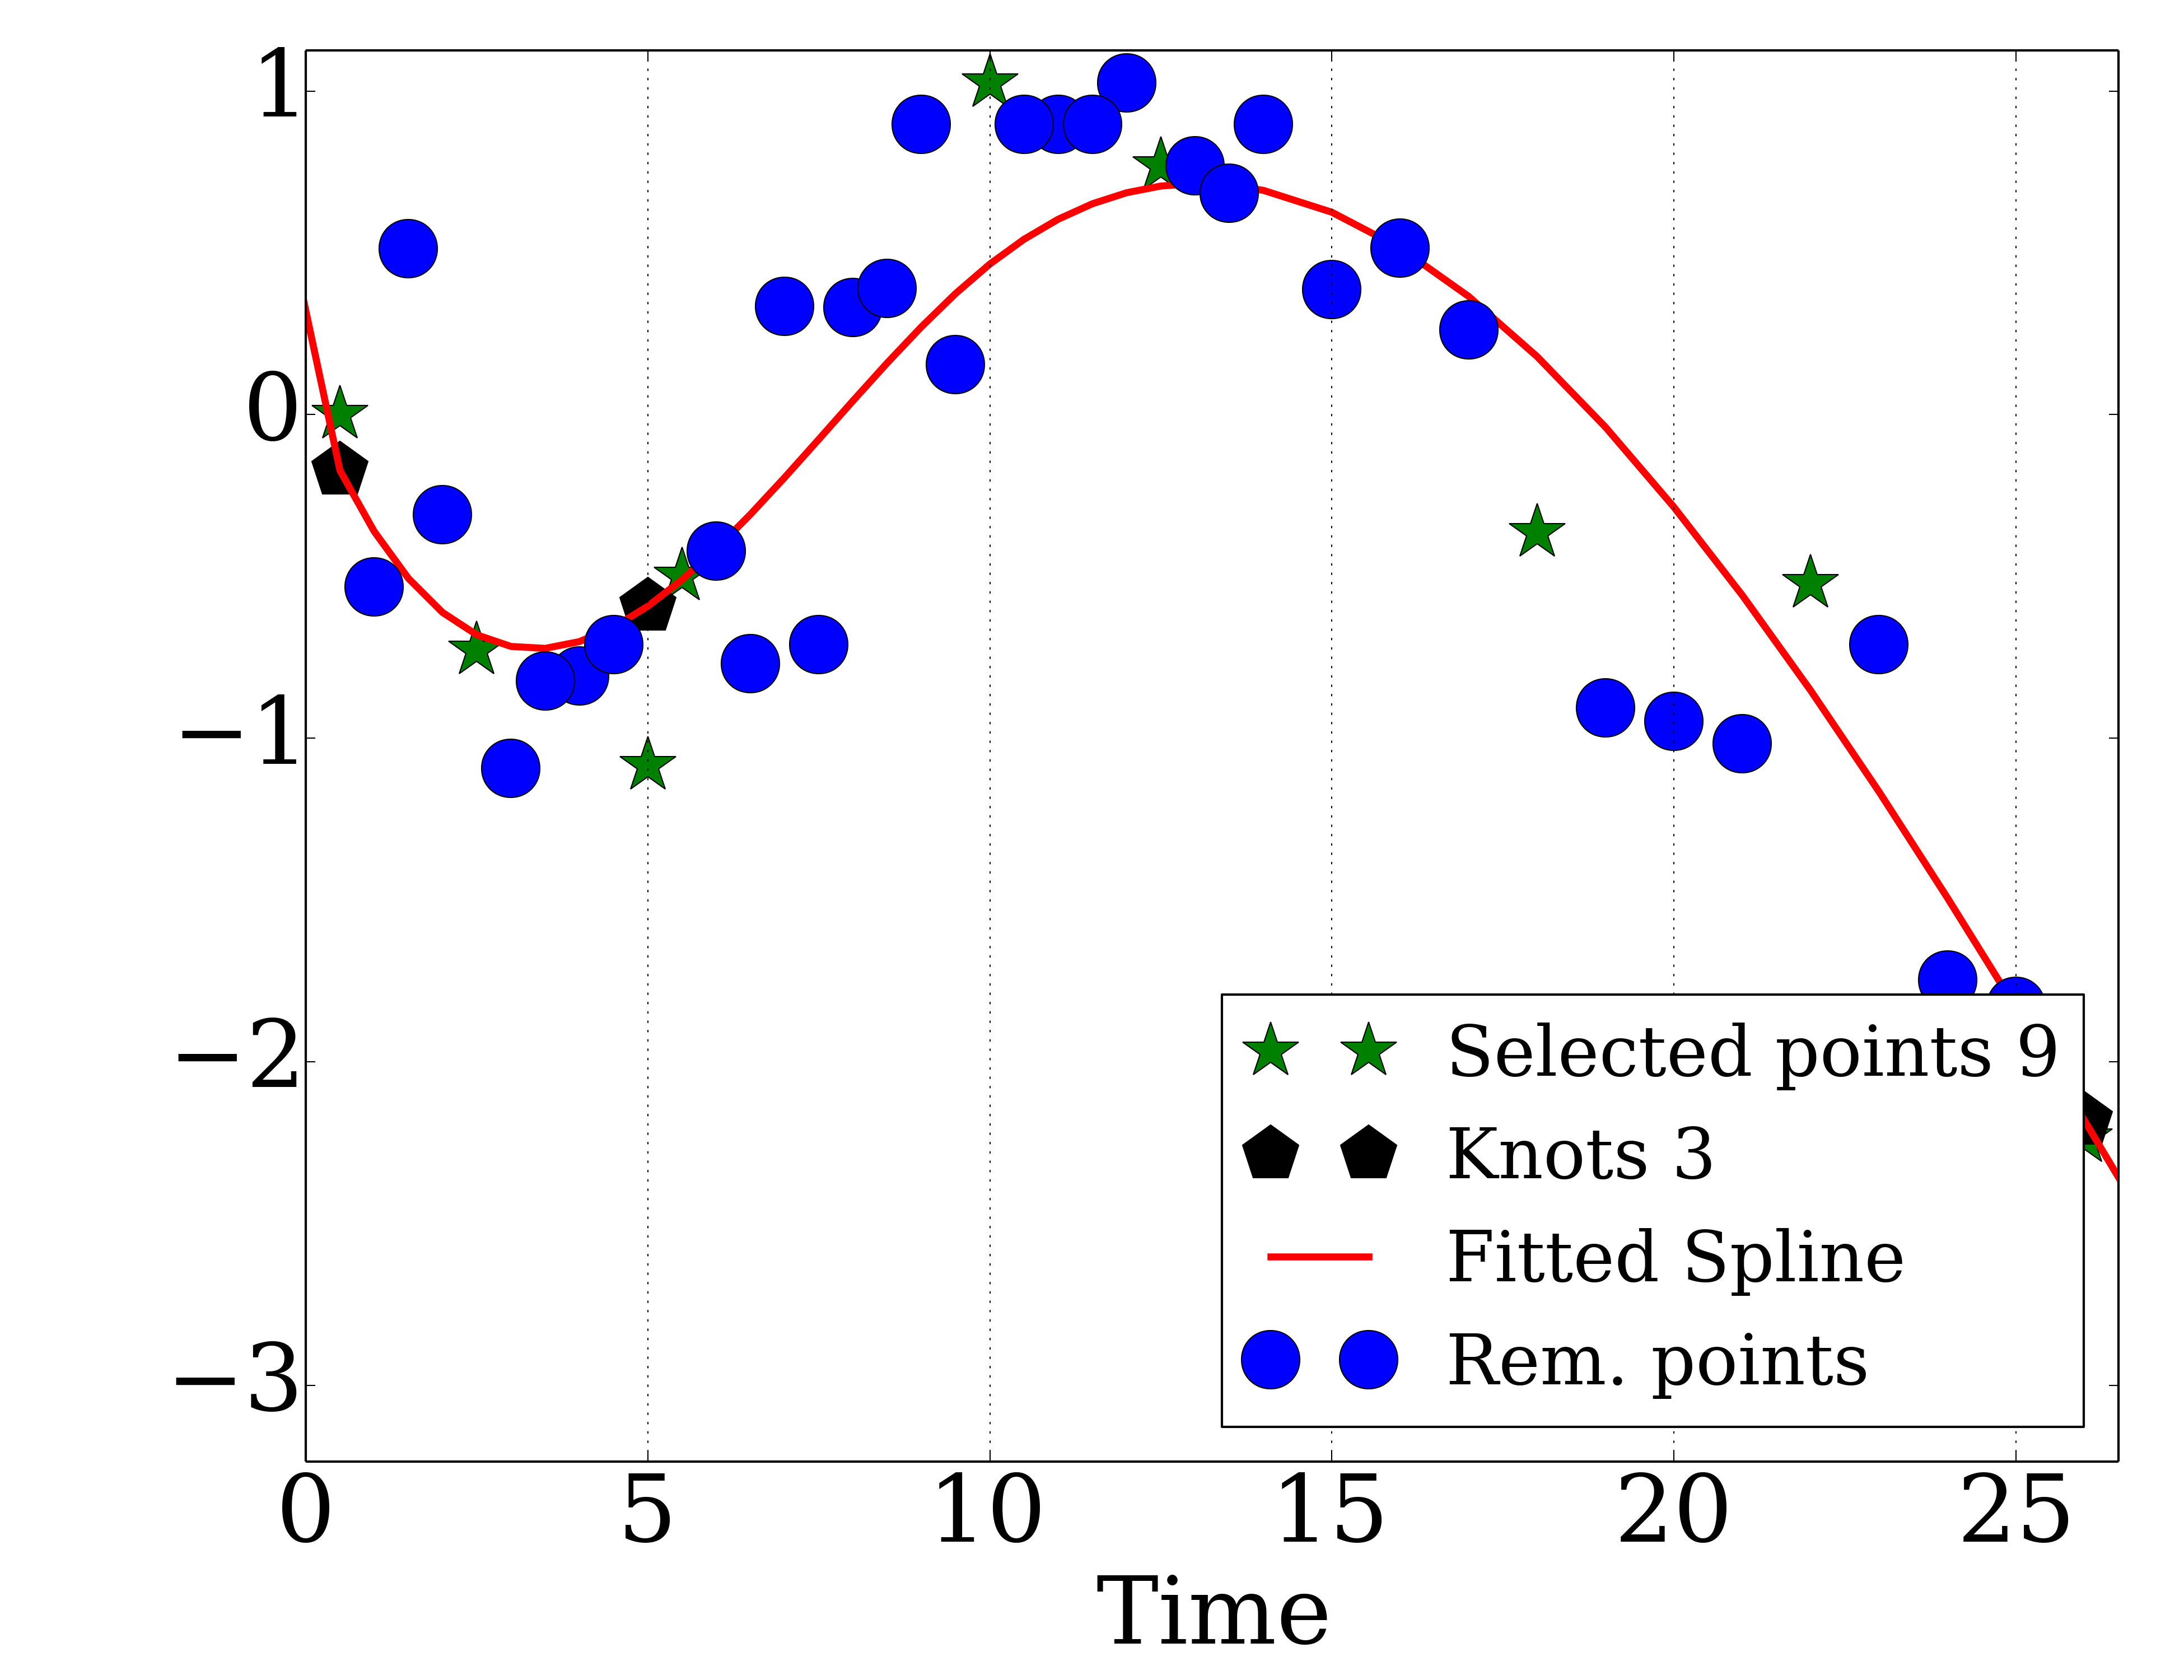 1
0
−1
−2
−3
Selected points 9
Knots 3
Fitted Spline
Rem. points
0 5 10 15 20 25
Time